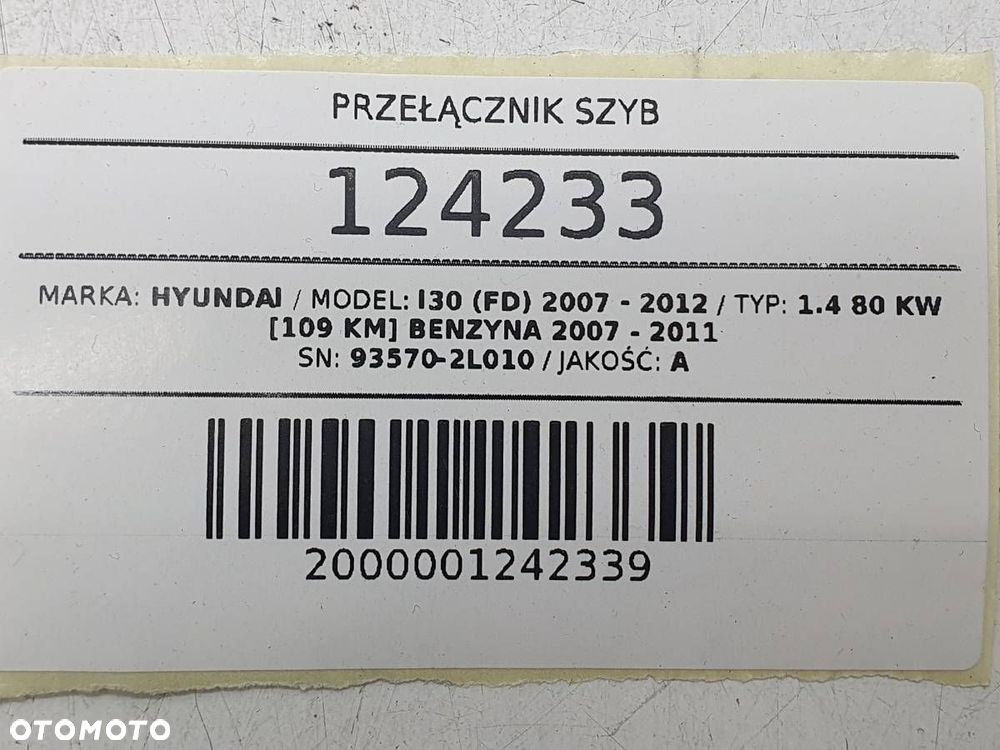 PRZEŁĄCZNIK SZYB
124233
MARKA: HYUNDAI / MODEL: I30 (FD) 2007 - 2012 / TYP: 1.4 80 KW
[109 KM] BENZYNA 2007 - 2011
SN: 93570-2L010 / JAKOŚĆ: A
2000001242339
OTOMOTO